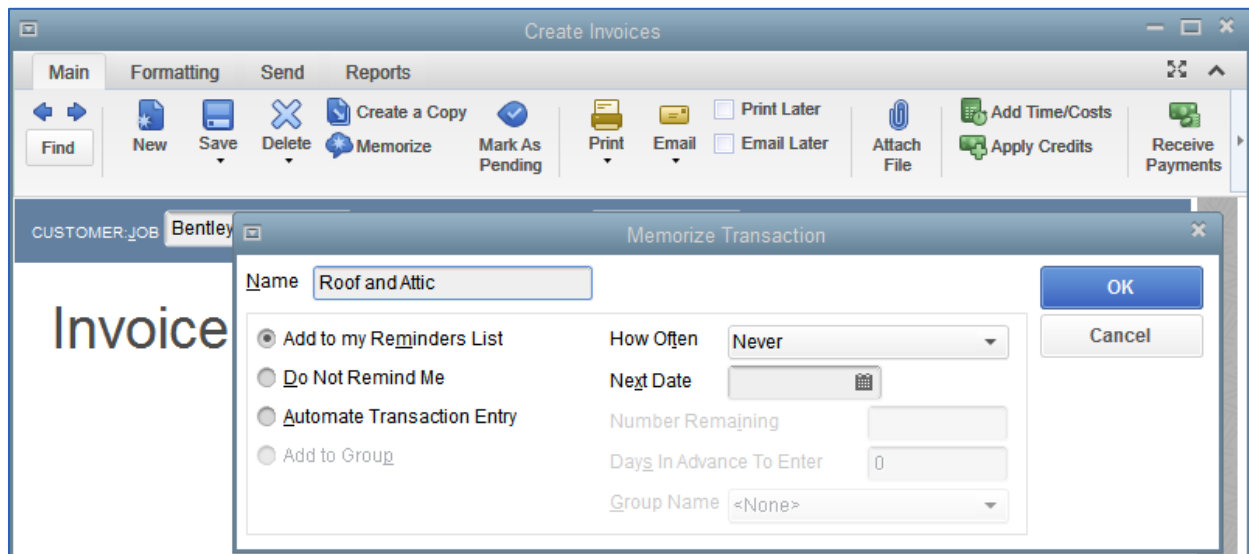 Create Invoices
Main Formatting Send Reports
Find New Save Delete Create a Copy Memorize Mark As Pending Print Email Print Later Email Later Attach File Add Time/Costs Apply Credits Receive Payments
CUSTOMER:JOB Bentley
Invoice
Memorize Transaction
Name Roof and Attic OK
Add to my Reminders List How Often Never Cancel
Do Not Remind Me Next Date
Automate Transaction Entry Number Remaining
Add to Group Days In Advance To Enter 0
Group Name <None>